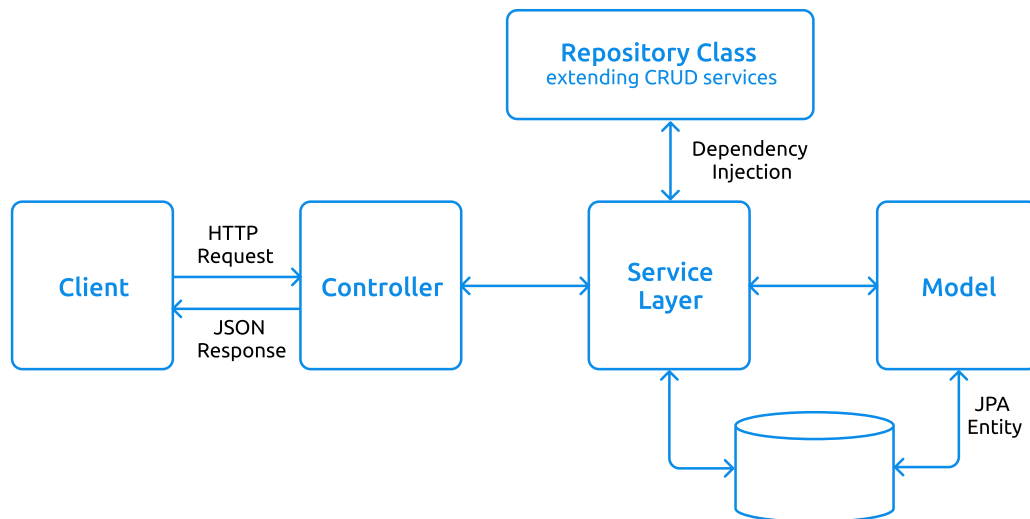 Repository Class
extending CRUD services
Dependency
Injection
HTTP
Request
Client
JSON
Response
Controller
Service
Layer
Model
JPA
Entity